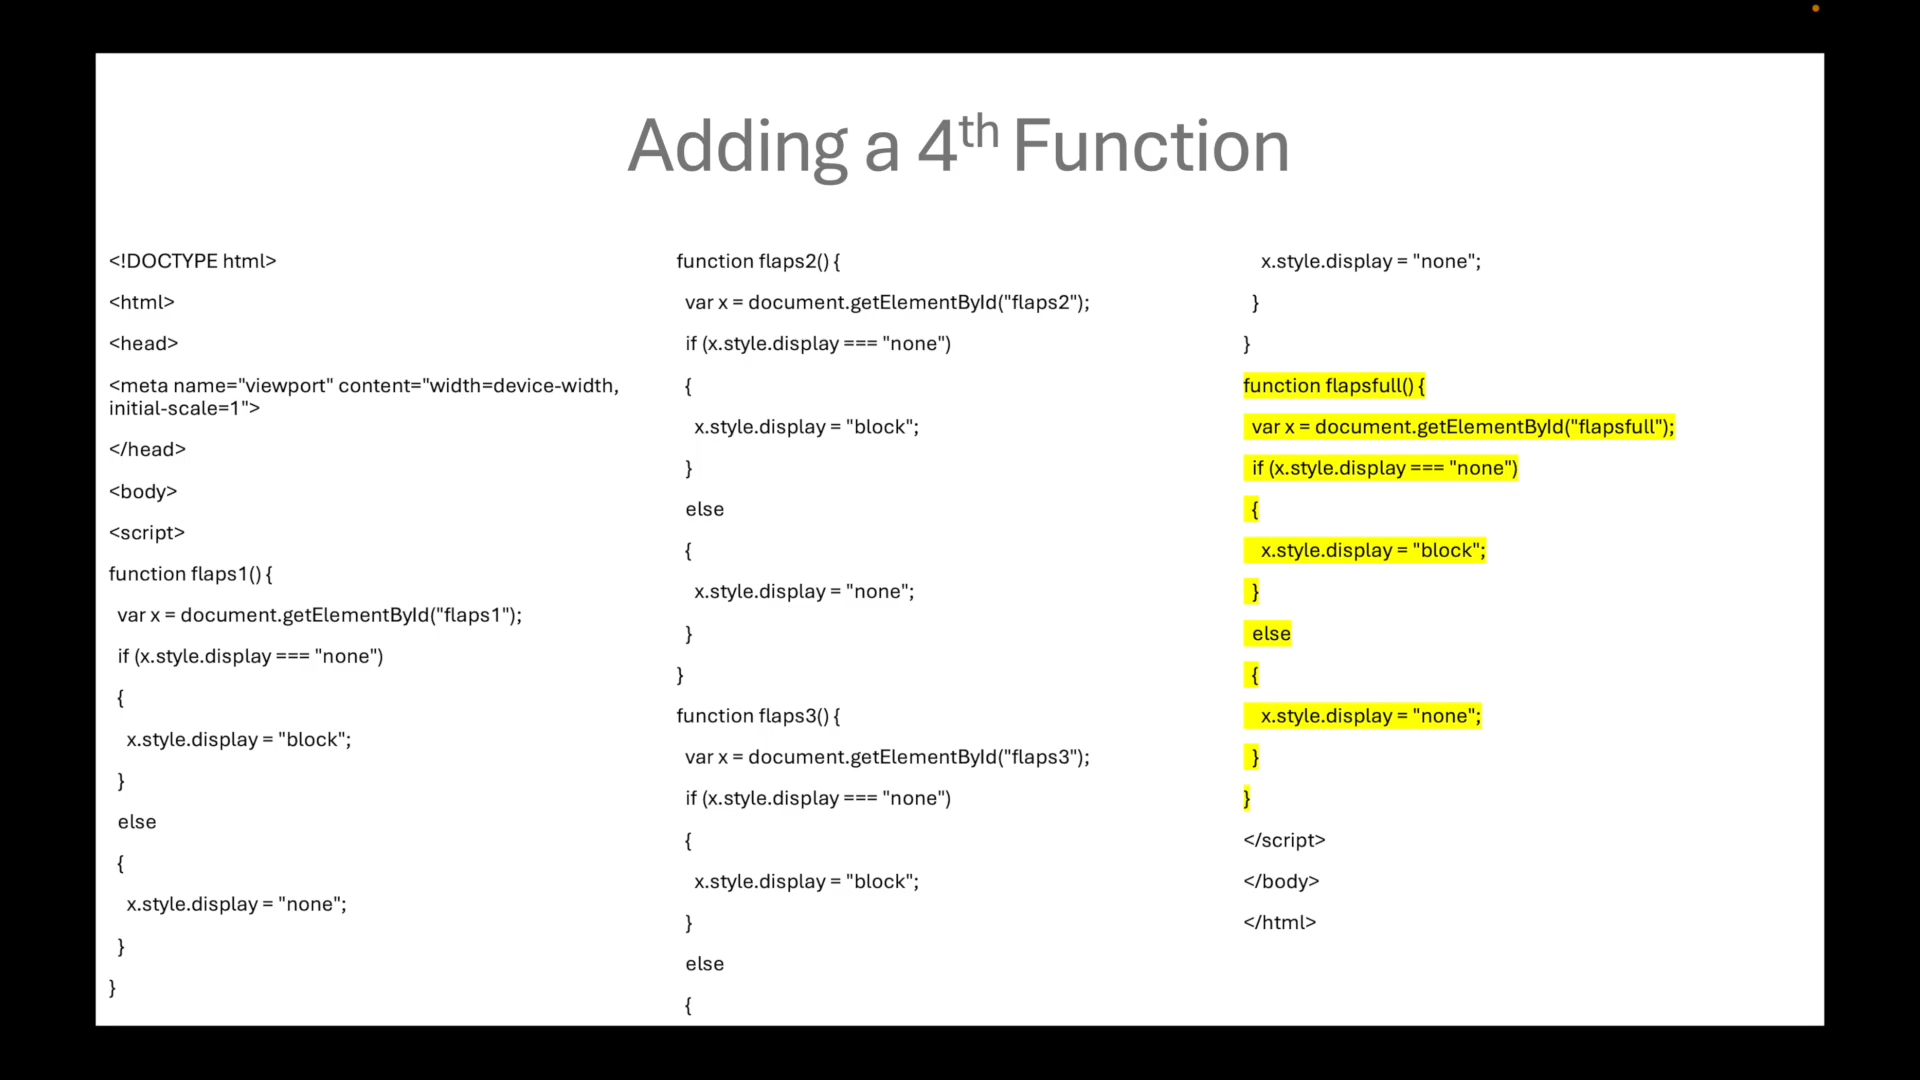 Adding a 4th Function
<!DOCTYPE html>
<html>
<head>
<meta name="viewport" content="width=device-width,
initial-scale=1">
</head>
<body>
<script>
function flaps1() {
var x = document.getElementById("flaps1");
if (x.style.display === "none")
{
x.style.display = "block";
}
else
{
x.style.display = "none";
}
}
function flaps2() {
var x = document.getElementById("flaps2");
if (x.style.display === "none")
{
x.style.display = "block";
}
else
{
x.style.display = "none";
}
}
function flaps3() {
var x = document.getElementById("flaps3");
if (x.style.display === "none")
{
x.style.display = "block";
}
else
{
x.style.display = "none";
}
}
function flapsfull() {
var x = document.getElementById("flapsfull");
if (x.style.display === "none")
{
x.style.display = "block";
}
else
{
x.style.display = "none";
}
}
</script>
</body>
</html>